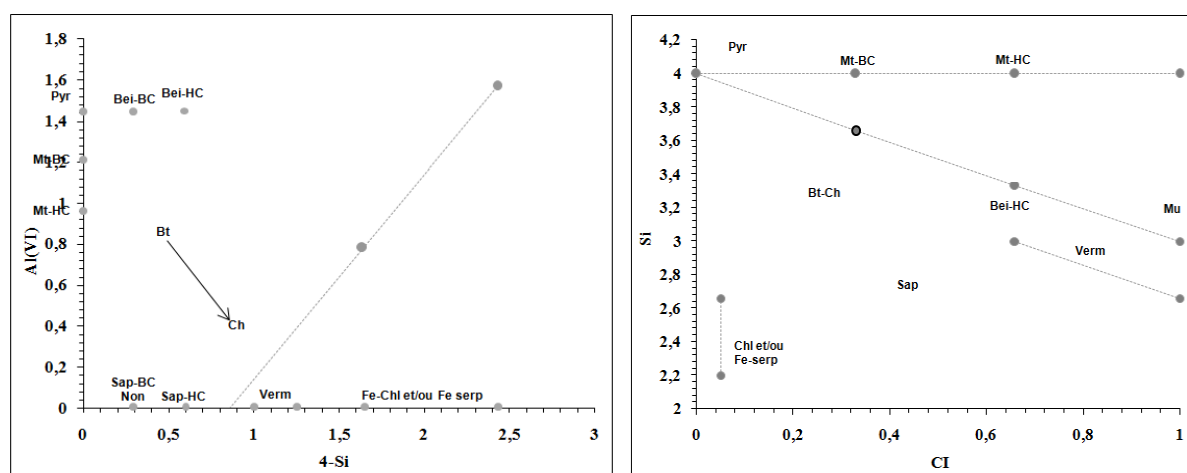 1,8
1,6
Pyr
Bei-BC
Bei-HC
1,4
Mt-BC
1,2
1
Mt-HC
Al(VI)
0,8
Bt
0,6
0,4
Ch
0,2
Sap-BC
Non
Sap-HC
Verm
Fe-Chl et/ou Fe serp
0
0
0,5
1
1,5
2
2,5
3
4-Si
4,2
Pyr
Mt-BC
Mt-HC
4
3,8
3,6
3,4
Bt-Ch
Bei-HC
Mu
3,2
Si
3
Verm
2,8
Sap
2,6
Chl et/ou
Fe-serp
2,4
2,2
2
0
0,2
0,4
0,6
0,8
1
CI